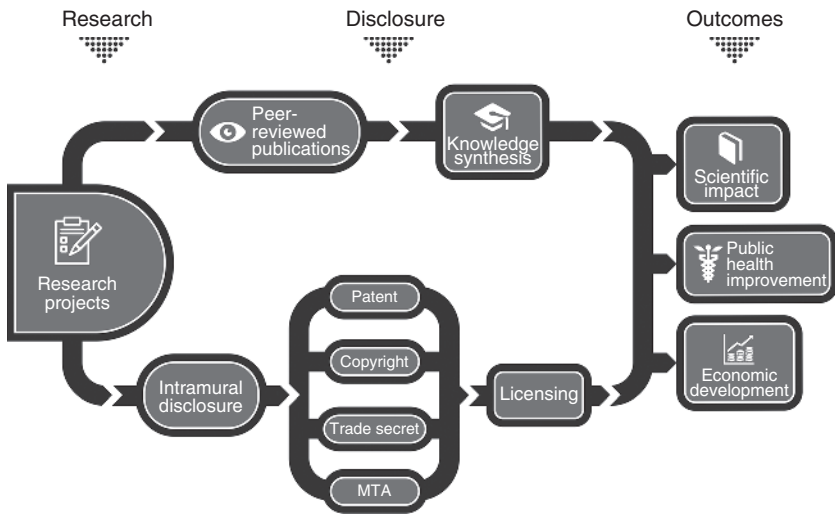 Research
Disclosure
Outcomes
Peer-
reviewed
publications
Knowledge
synthesis
Scientific
impact
Research
projects
Public
health
improvement
Patent
Copyright
Trade secret
MTA
Intramural
disclosure
Licensing
Economic
development